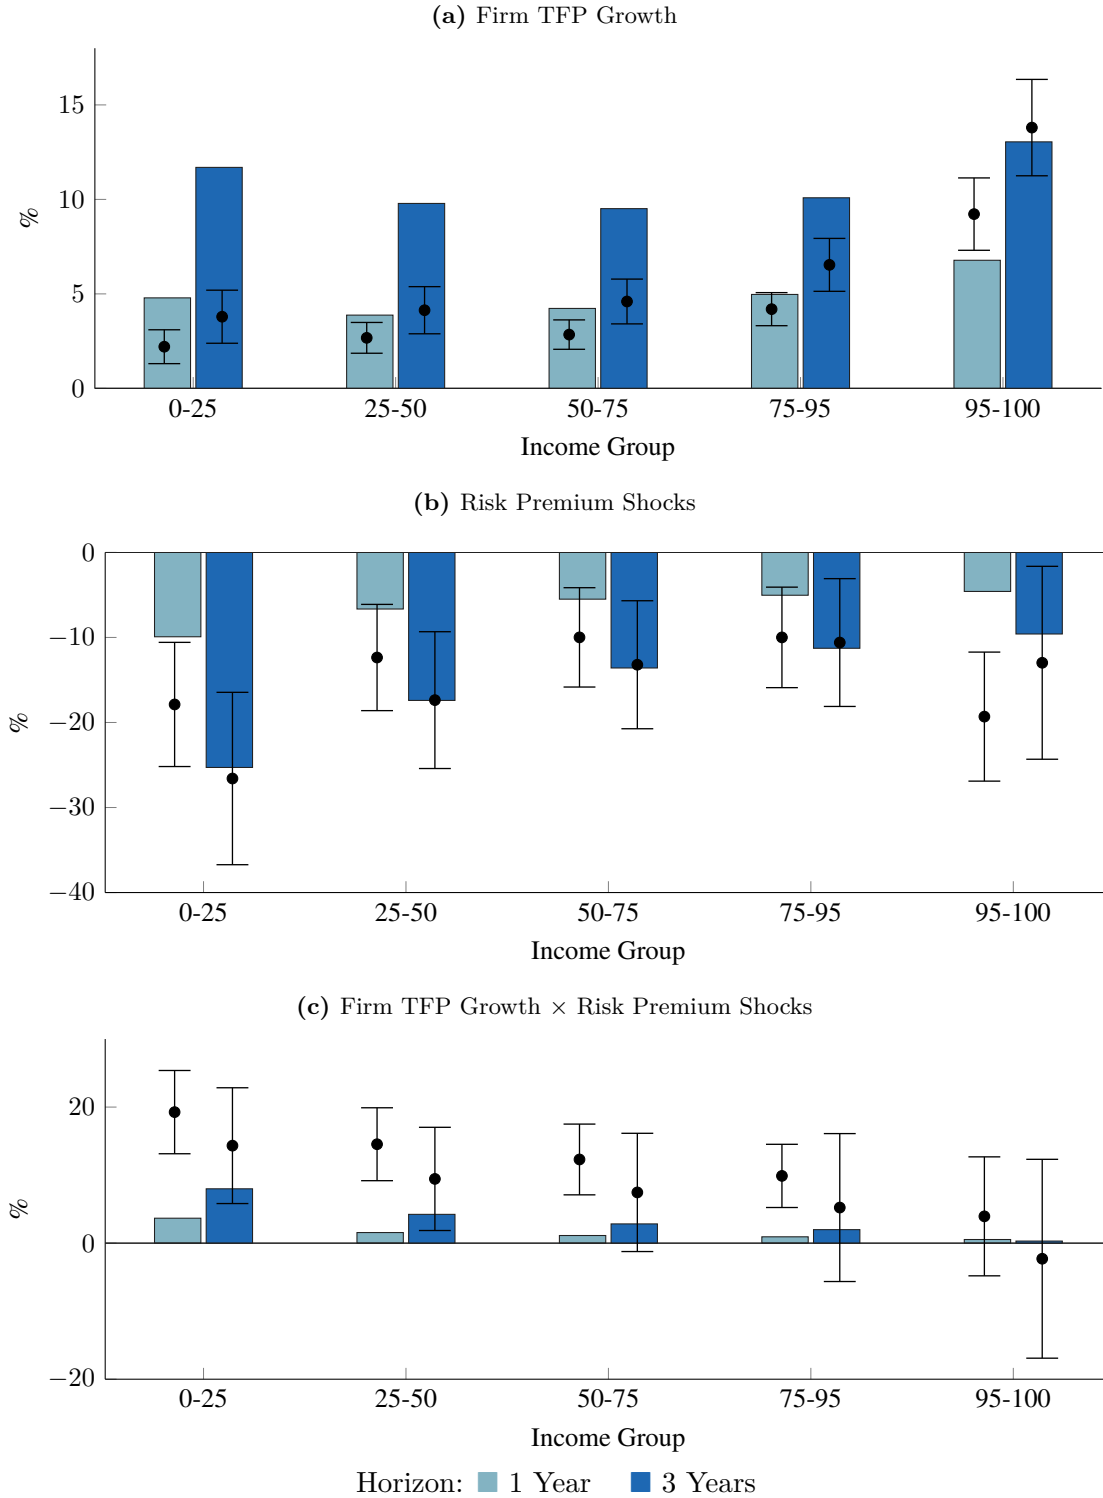 (a) Firm TFP Growth
15
10
5
0
%
0-25 25-50 50-75 75-95 95-100
Income Group
(b) Risk Premium Shocks
0
−10
−20
−30
−40
%
0-25 25-50 50-75 75-95 95-100
Income Group
(c) Firm TFP Growth × Risk Premium Shocks
20
0
−20
%
0-25 25-50 50-75 75-95 95-100
Income Group
Horizon: 1 Year 3 Years